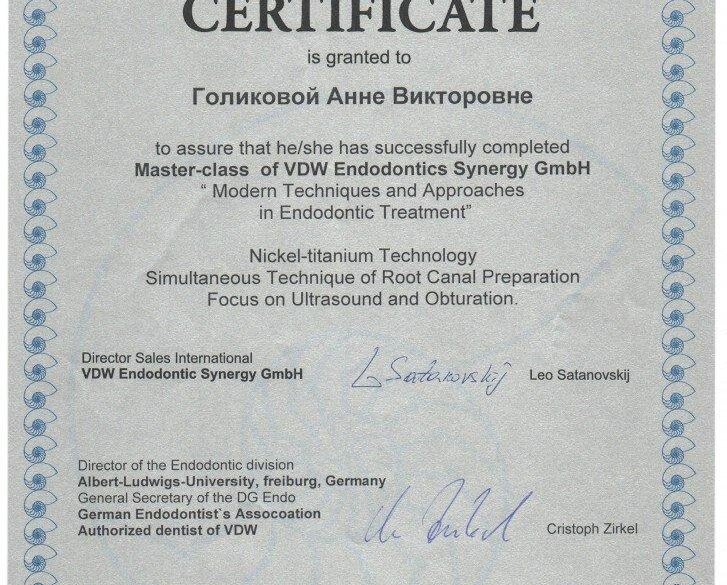 CERTIFICATE
is granted to
Голиковой Анне Викторовне
to assure that he/she has successfully completed
Master-class of VDW Endodontics Synergy GmbH
“ Modern Techniques and Approaches
in Endodontic Treatment”
Nickel-titanium Technology
Simultaneous Technique of Root Canal Preparation
Focus on Ultrasound and Obturation.
Director Sales International
VDW Endodontic Synergy GmbH
L Satanovskij Leo Satanovskij
Director of the Endodontic division
Albert-Ludwigs-University, freiburg, Germany
General Secretary of the DG Endo
German Endodontist`s Assocoation
Authorized dentist of VDW
Cristoph Zirkel